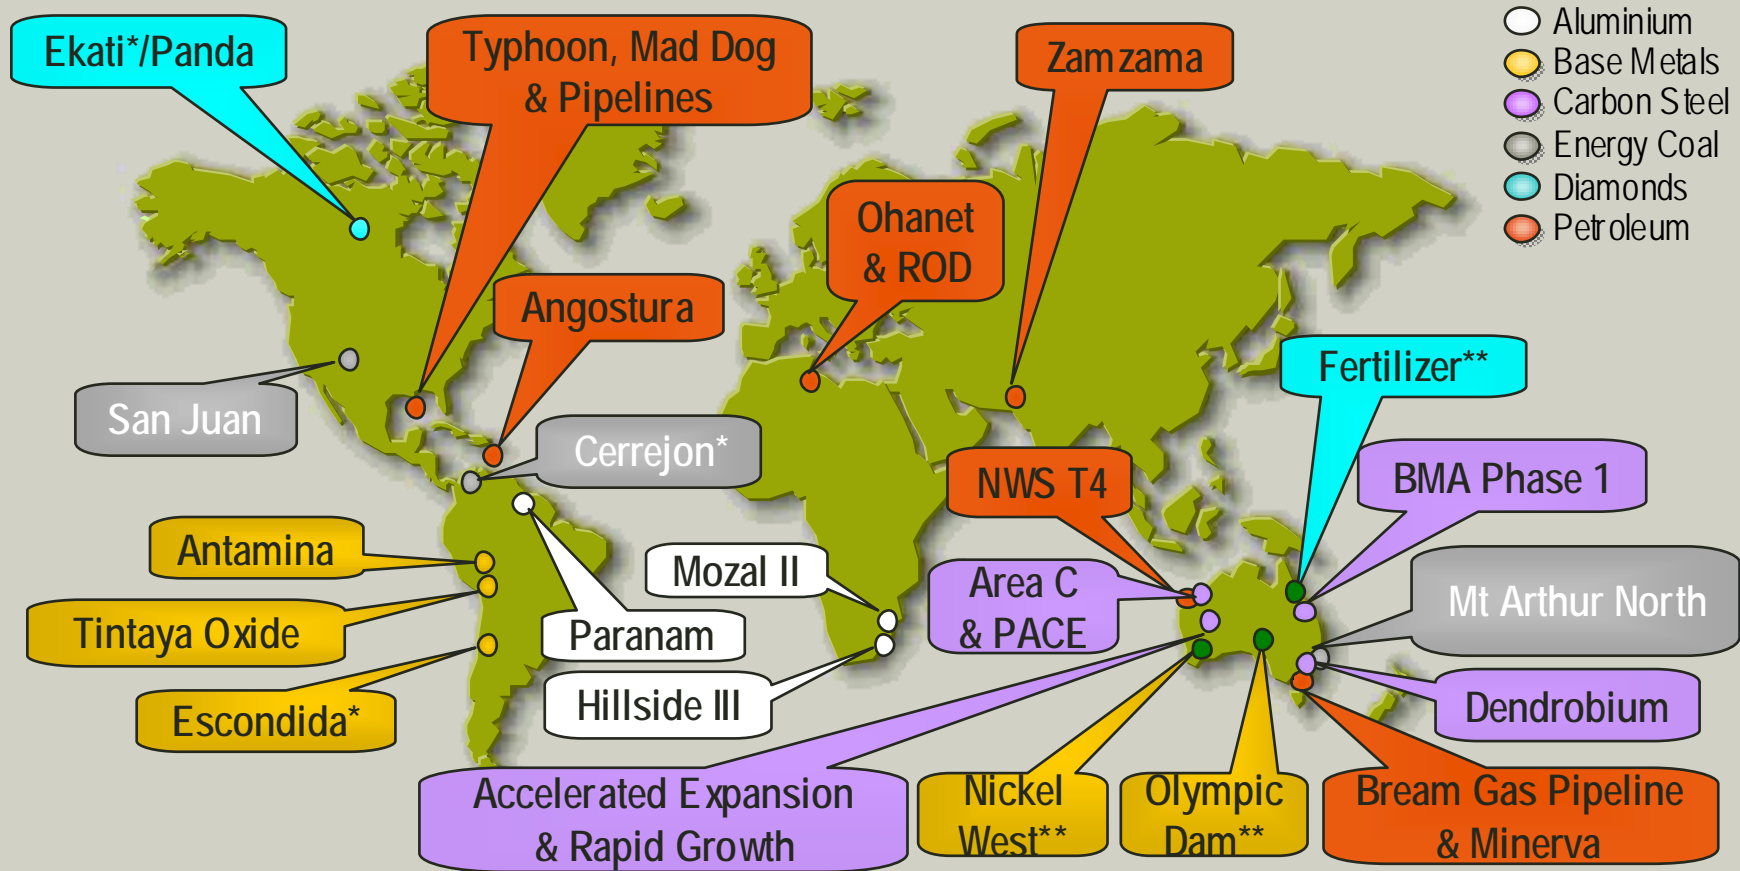 Ekati*/Panda
Typhoon, Mad Dog
& Pipelines
Zamzama
Aluminium
Base Metals
Carbon Steel
Energy Coal
Diamonds
Petroleum
Ohanet
& ROD
Angostura
Fertilizer**
San Juan
Cerrejon*
NWS T4
BMA Phase 1
Antamina
Mozal II
Area C
& PACE
Mt Arthur North
Tintaya Oxide
Paranam
Escondida*
Hillside III
Dendrobium
Accelerated Expansion
& Rapid Growth
Nickel
West**
Olympic
Dam**
Bream Gas Pipeline
& Minerva